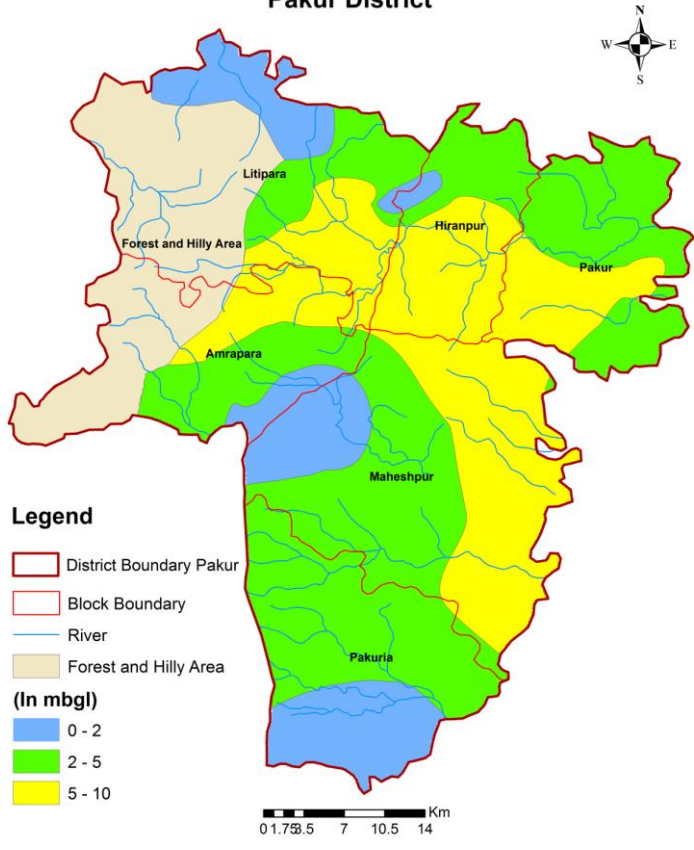 Pakur District
N
W E
S
Litipara
Hiranpur
Forest and Hilly Area
Pakur
Amrapara
Maheshpur
Pakuria
Legend
District Boundary Pakur
Block Boundary
River
Forest and Hilly Area
(In mbgl)
0 - 2
2 - 5
5 - 10
Km
0 1.75 3.5 7 10.5 14